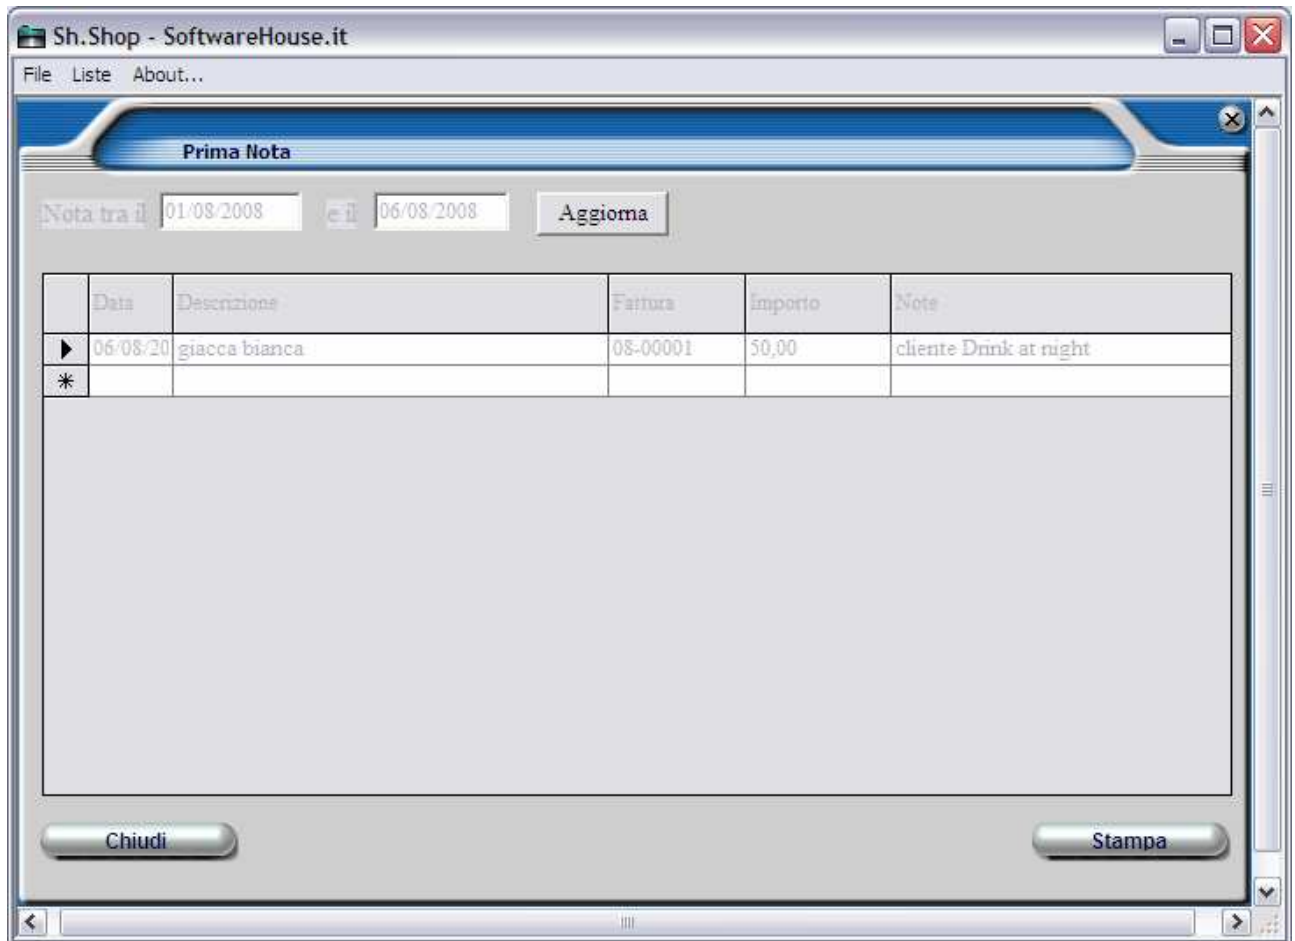 Sh.Shop - SoftwareHouse.it
File Liste About...
Prima Nota
Nota tra il 01/08/2008 e il 06/08/2008 Aggiorna
Data Descrizione Fattura Importo Note
06/08/20 giacca bianca 08-00001 50,00 cliente Drink at night
Chiudi Stampa